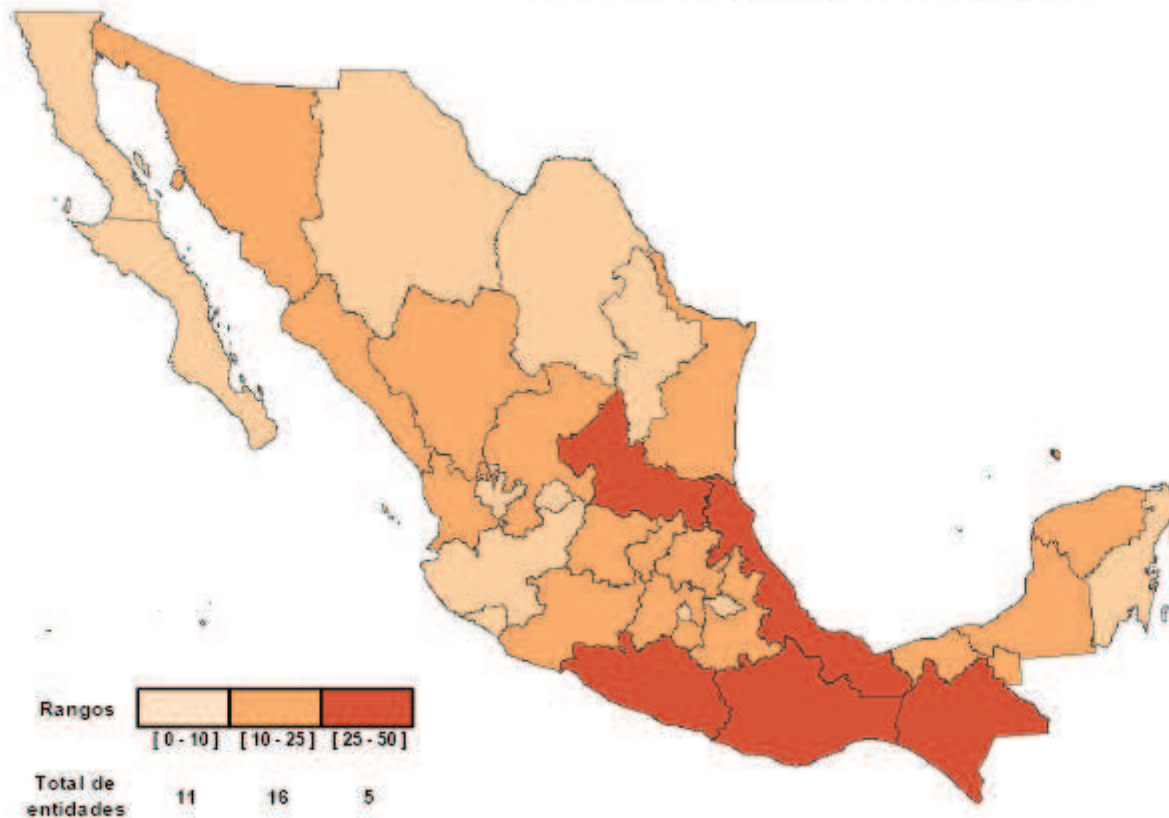 Rangos
[ 0 - 10 ] [ 10 - 25 ] [ 25 - 50 ]
Total de
entidades
11 16 5